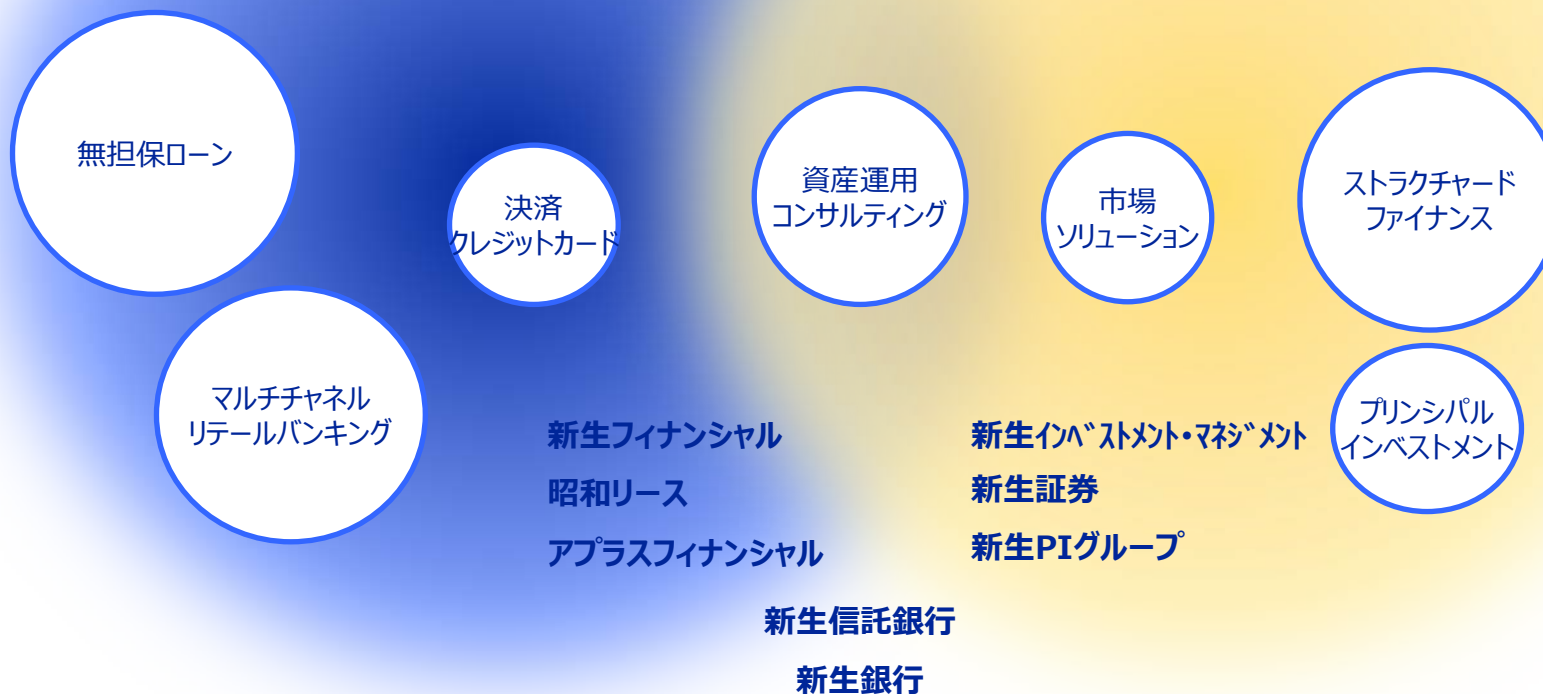 無担保ローン
決済
クレジットカード
資産運用
コンサルティング
市場
ソリューション
ストラクチャード
ファイナンス
マルチチャネル
リテールバンキング
プリンシパル
インベストメント
新生フィナンシャル
昭和リース
アプラスフィナンシャル
新生ｲﾝﾍﾞｽﾄﾒﾝﾄ・ﾏﾈｼﾞﾒﾝﾄ
新生証券
新生PIグループ
新生信託銀行
新生銀行